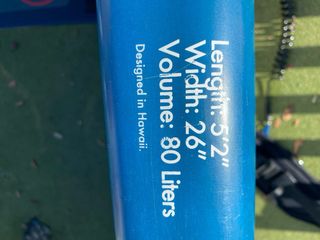 Length: 5'2"
Width: 26"
Volume: 80 Liters
Designed in Hawaii.